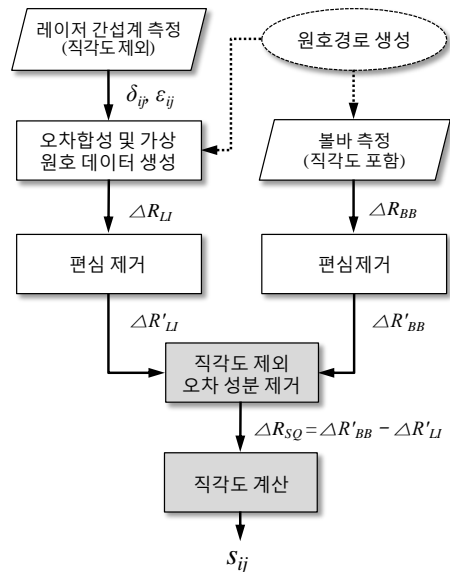 레이저 간섭계 측정
(직각도 제외)
원호경로 생성
δij, εij
오차합성 및 가상
원호 데이터 생성
볼바 측정
(직각도 포함)
△RLI
△RBB
편심 제거
편심제거
△R'LI
△R'BB
직각도 제외
오차 성분 제거
△RSQ = △R'BB − △R'LI
직각도 계산
sij